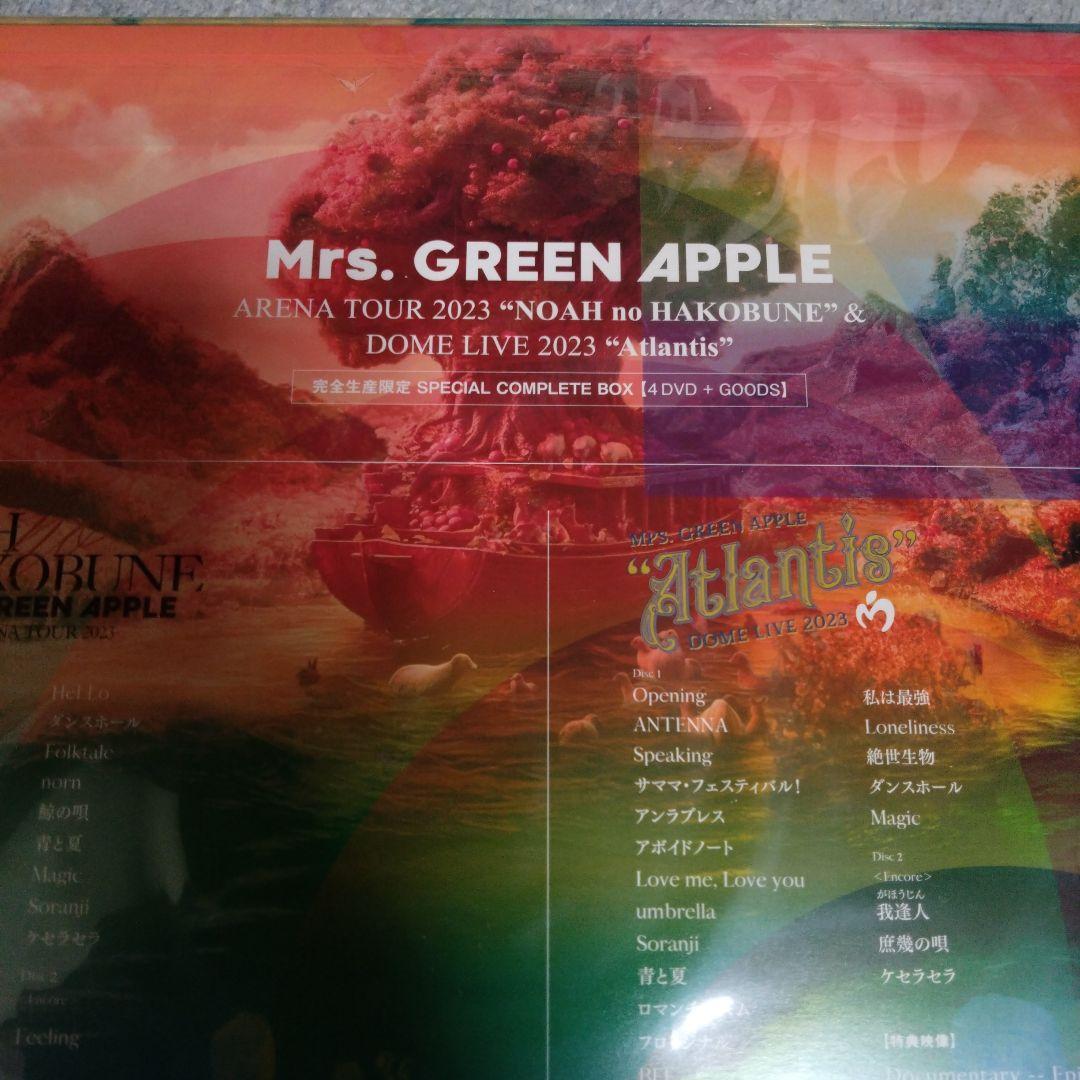 Mrs. GREEN APPLE
ARENA TOUR 2023 “NOAH no HAKOBUNE” &
DOME LIVE 2023 “Atlantis”
完全生産限定 SPECIAL COMPLETE BOX【4 DVD + GOODS】
GREEN APPLE
TOUR 2023
Hel Lo
ダンスホール
Folktale
norn
鯨の唄
青と夏
Magic
Soranji
ケセラセラ
Disc 2
Encore
Feeling
MRS. GREEN APPLE
“Atlantis”
DOME LIVE 2023
Disc 1
Opening
ANTENNA
Speaking
サママ・フェスティバル!
アンラブレス
アボイドノート
Love me, Love you
umbrella
Soranji
青と夏
私は最強
Loneliness
絶世生物
ダンスホール
Magic
Disc 2
<Encore>
がほうじん
我逢人
庶幾の唄
ケセラセラ
【特典映像】
Documentary --